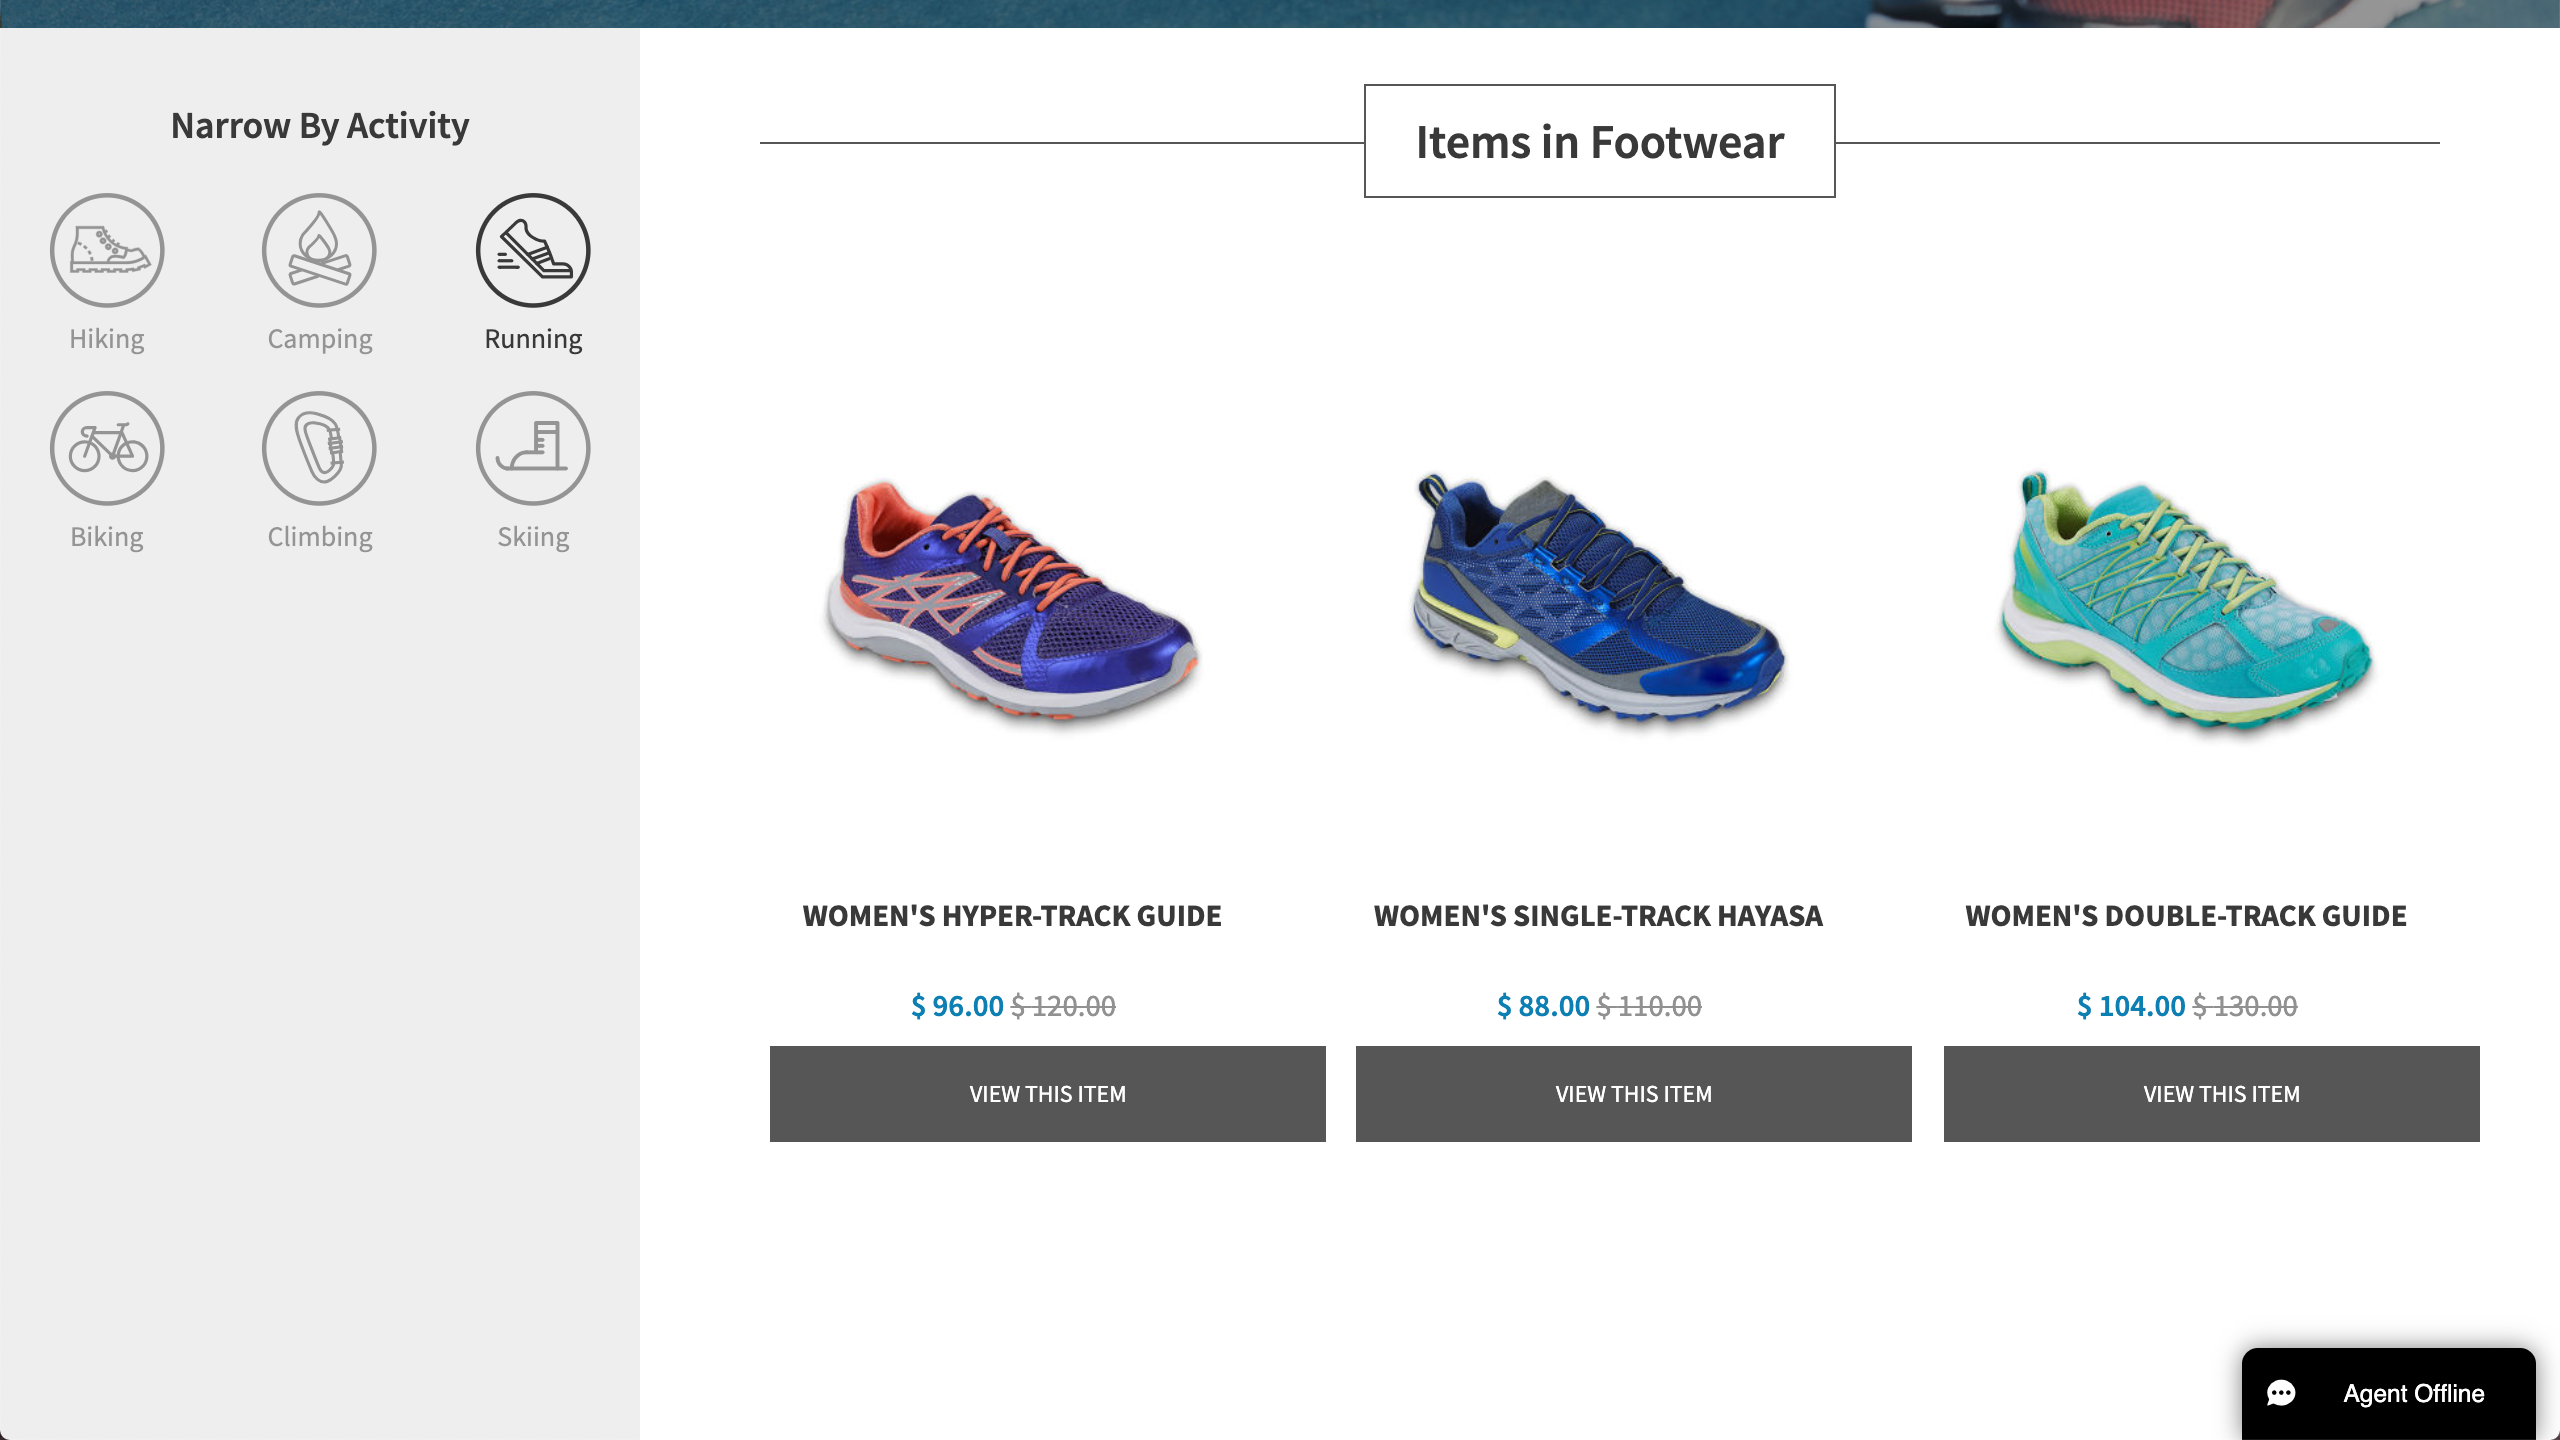 Narrow By Activity
Hiking
Camping
Running
Biking
Climbing
Skiing
Items in Footwear
WOMEN'S HYPER-TRACK GUIDE
$ 96.00 $ 120.00
VIEW THIS ITEM
WOMEN'S SINGLE-TRACK HAYASA
$ 88.00 $ 110.00
VIEW THIS ITEM
WOMEN'S DOUBLE-TRACK GUIDE
$ 104.00 $ 130.00
VIEW THIS ITEM
Agent Offline